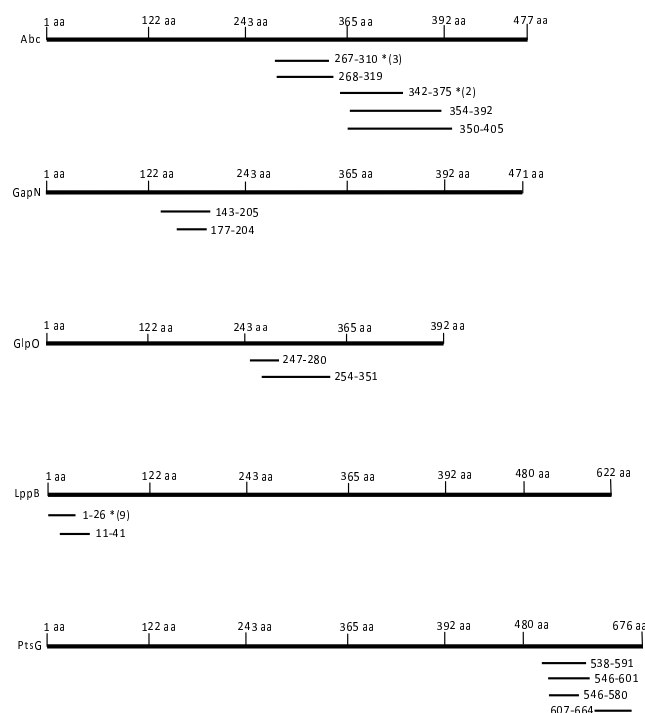 1 aa 122 aa 243 aa 365 aa 392 aa 477 aa
Abc
267-310 *(3)
268-319
342-375 *(2)
354-392
350-405
1 aa 122 aa 243 aa 365 aa 392 aa 471 aa
GapN
143-205
177-204
1 aa 122 aa 243 aa 365 aa 392 aa
GlpO
247-280
254-351
1 aa 122 aa 243 aa 365 aa 392 aa 480 aa 622 aa
LppB
1-26 *(9)
11-41
1 aa 122 aa 243 aa 365 aa 392 aa 480 aa 676 aa
PtsG
538-591
546-601
546-580
607-664